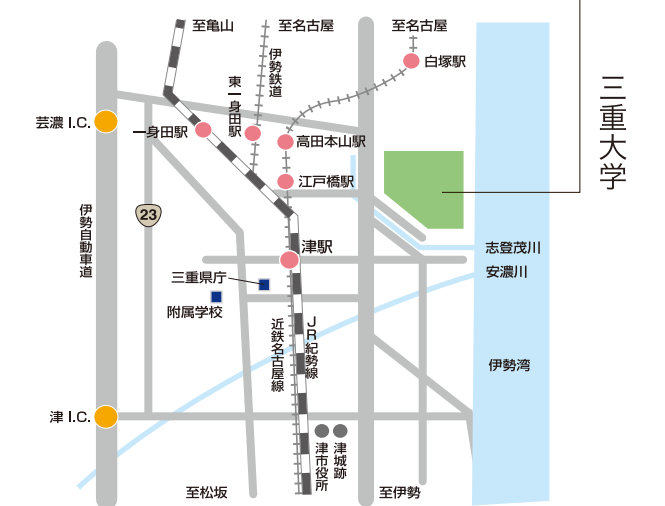 至亀山
至名古屋
至名古屋
伊勢鉄道
白塚駅
東一身田駅
三重大学
芸濃 I.C.
一身田駅
高田本山駅
江戸橋駅
伊勢自動車道
23
津駅
志登茂川
安濃川
三重県庁
附属学校
近鉄名古屋線
JR紀勢線
伊勢湾
津 I.C.
津市役所
津城跡
至松坂
至伊勢